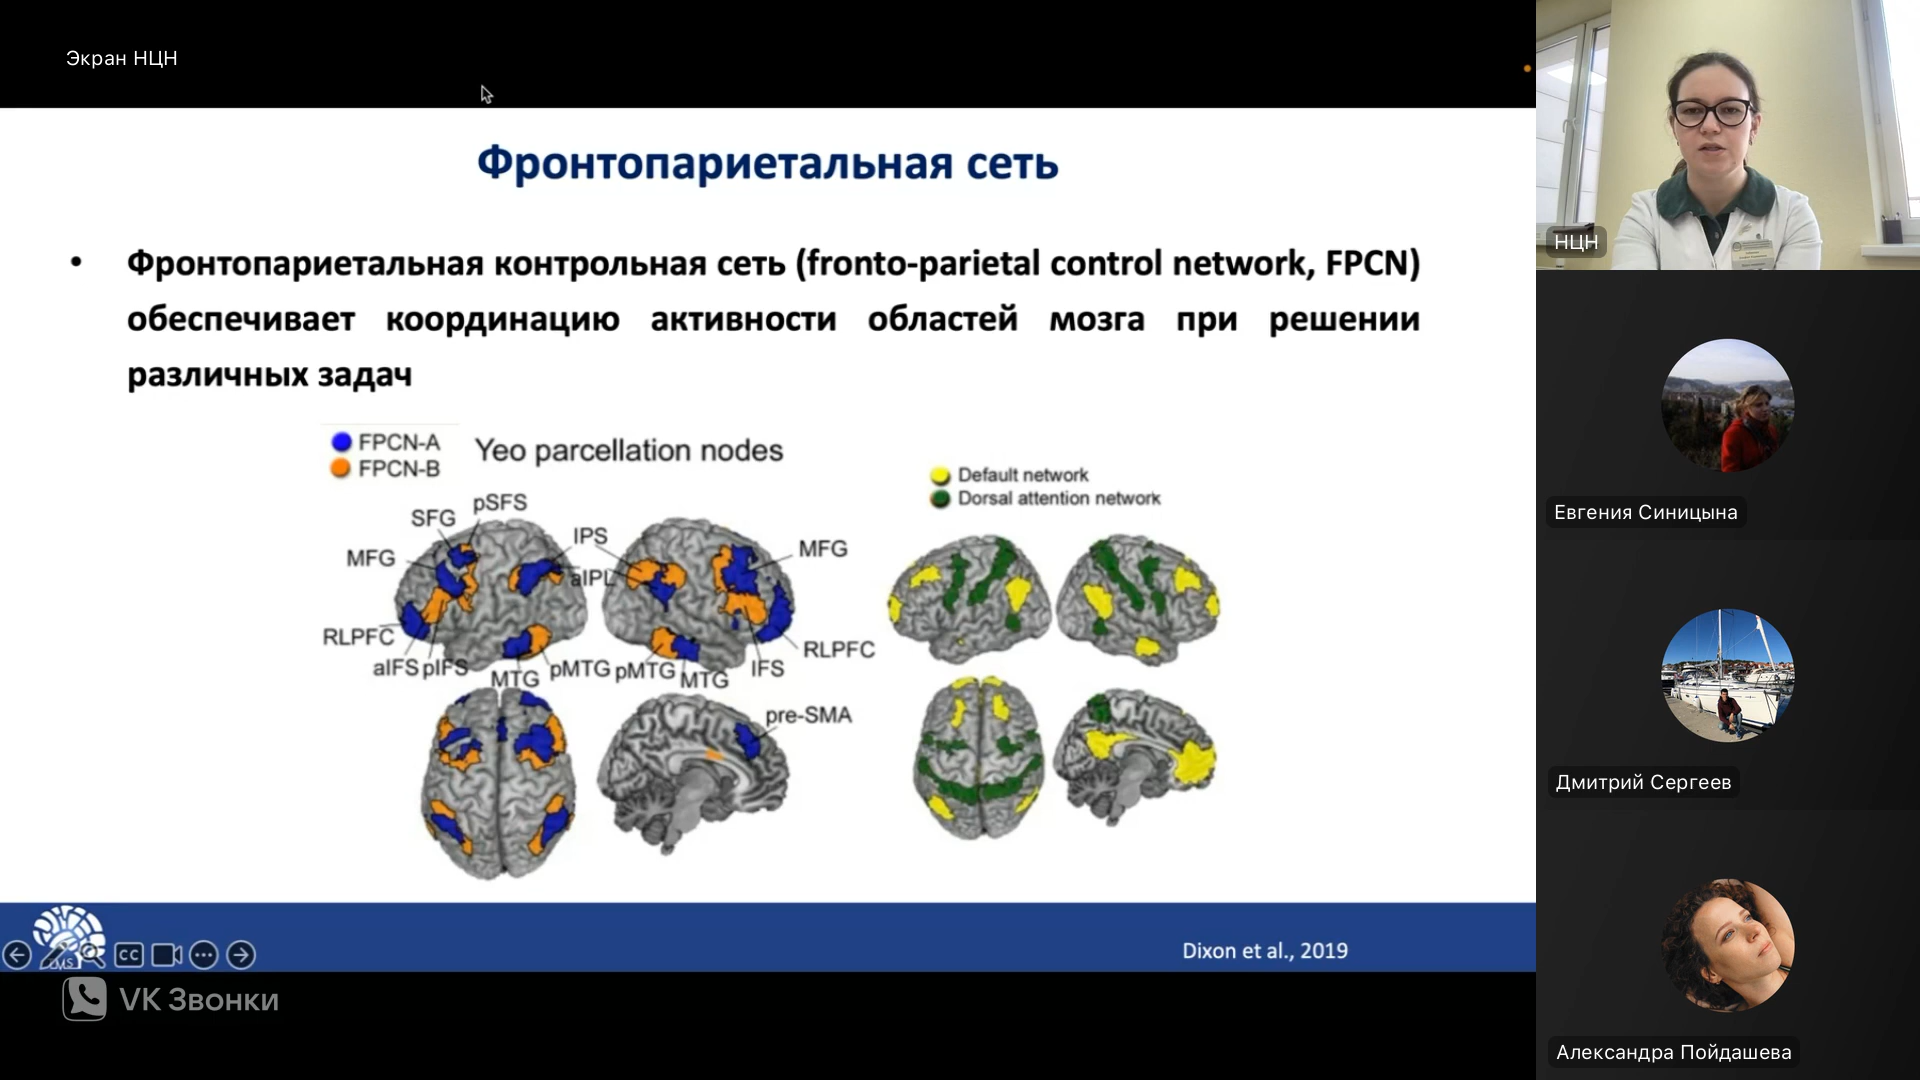 Экран НЦН
Фронтопариетальная сеть
• Фронтопариетальная контрольная сеть (fronto-parietal control network, FPCN)
обеспечивает координацию активности областей мозга при решении
различных задач
FPCN-A
FPCN-B
Yeo parcellation nodes
Default network
Dorsal attention network
pSFS
SFG
IPS
MFG
MFG
aIPL
RLPFC
RLPFC
aIFS
pIFS
MTG
pMTG
pMTG
MTG
IFS
pre-SMA
CC
Dixon et al., 2019
VK Звонки
НЦН
Евгения Синицына
Дмитрий Сергеев
Александра Пойдашева